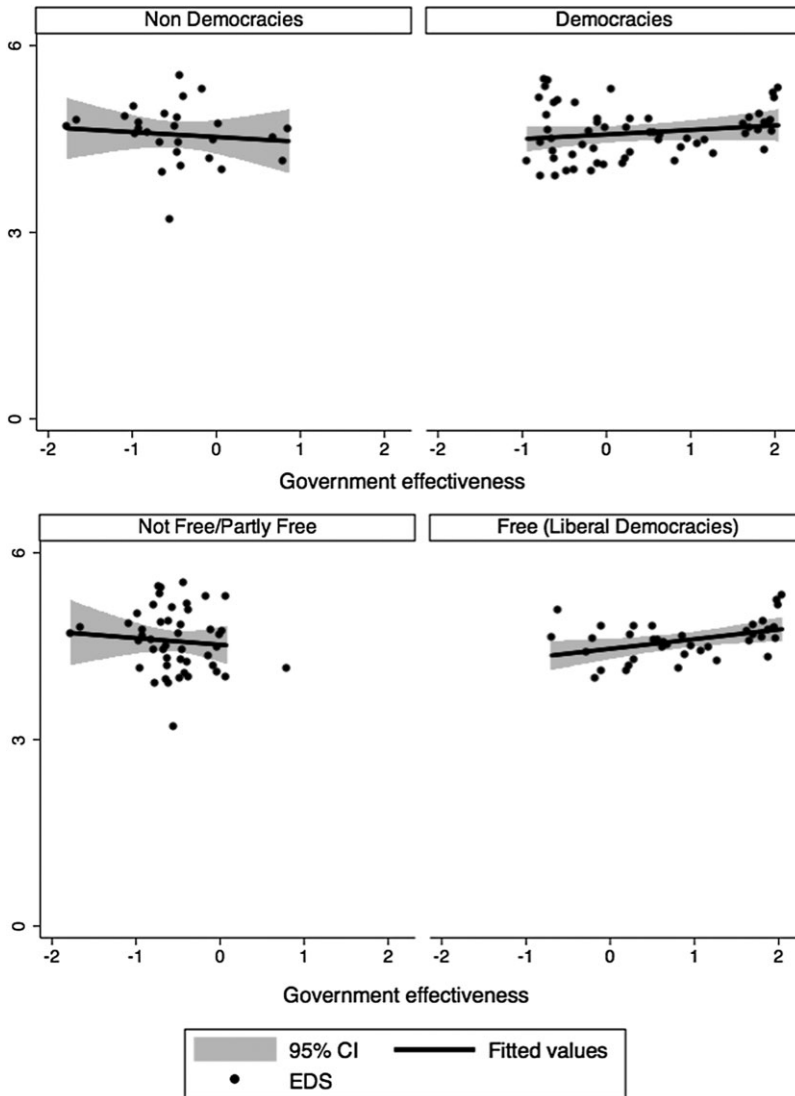 Non Democracies Democracies
6
3
0
-2 -1 0 1 2 -2 -1 0 1 2
Government effectiveness
Not Free/Partly Free Free (Liberal Democracies)
6
3
0
-2 -1 0 1 2 -2 -1 0 1 2
Government effectiveness
95% CI Fitted values
EDS